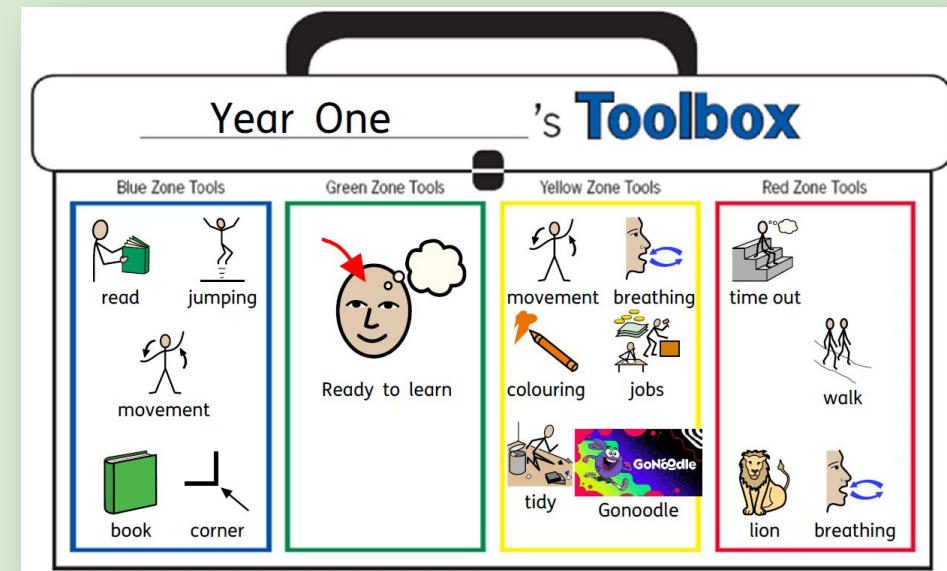 Year One 's Toolbox
Blue Zone Tools
Green Zone Tools
Yellow Zone Tools
Red Zone Tools
read jumping
movement
book corner
Ready to learn
movement breathing
colouring jobs
GoNoodle
tidy Gonoodle
time out
walk
lion breathing